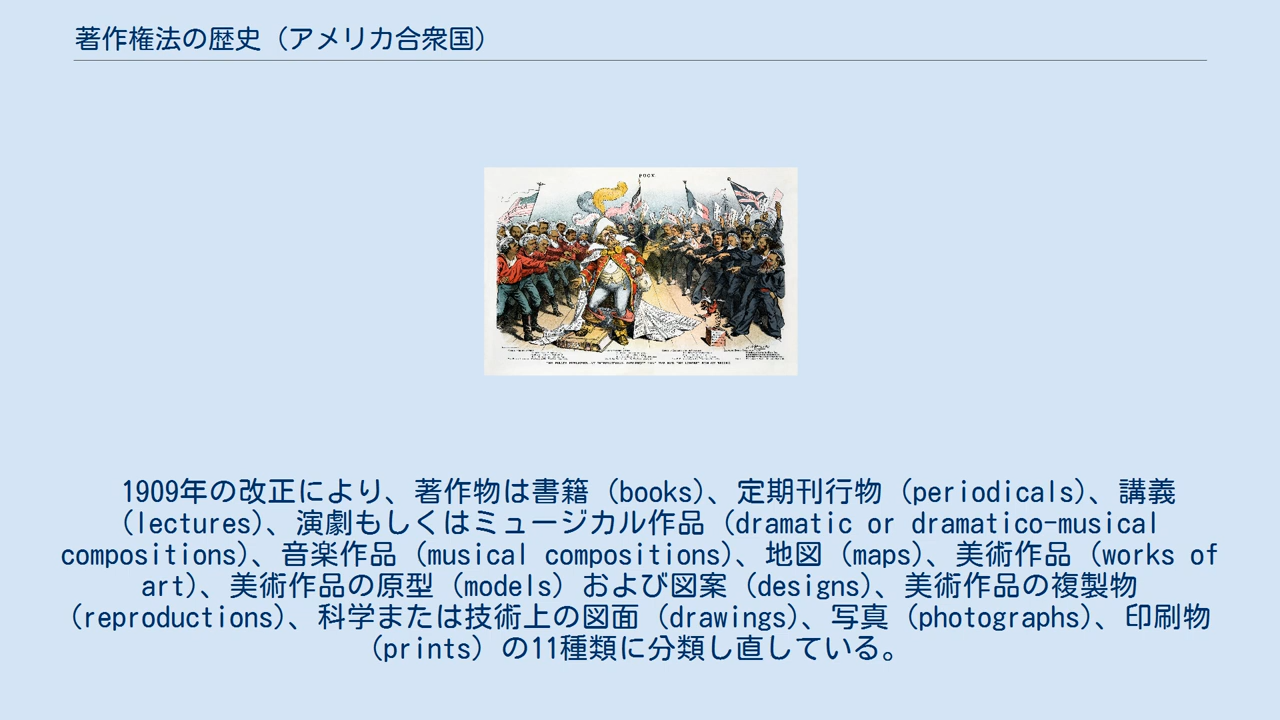 著作権法の歴史（アメリカ合衆国）
PUCK
1909年の改正により、著作物は書籍（books）、定期刊行物（periodicals）、講義
（lectures）、演劇もしくはミュージカル作品（dramatic or dramatico-musical
compositions）、音楽作品（musical compositions）、地図（maps）、美術作品（works of
art）、美術作品の原型（models）および図案（designs）、美術作品の複製物
（reproductions）、科学または技術上の図面（drawings）、写真（photographs）、印刷物
（prints）の11種類に分類し直している。